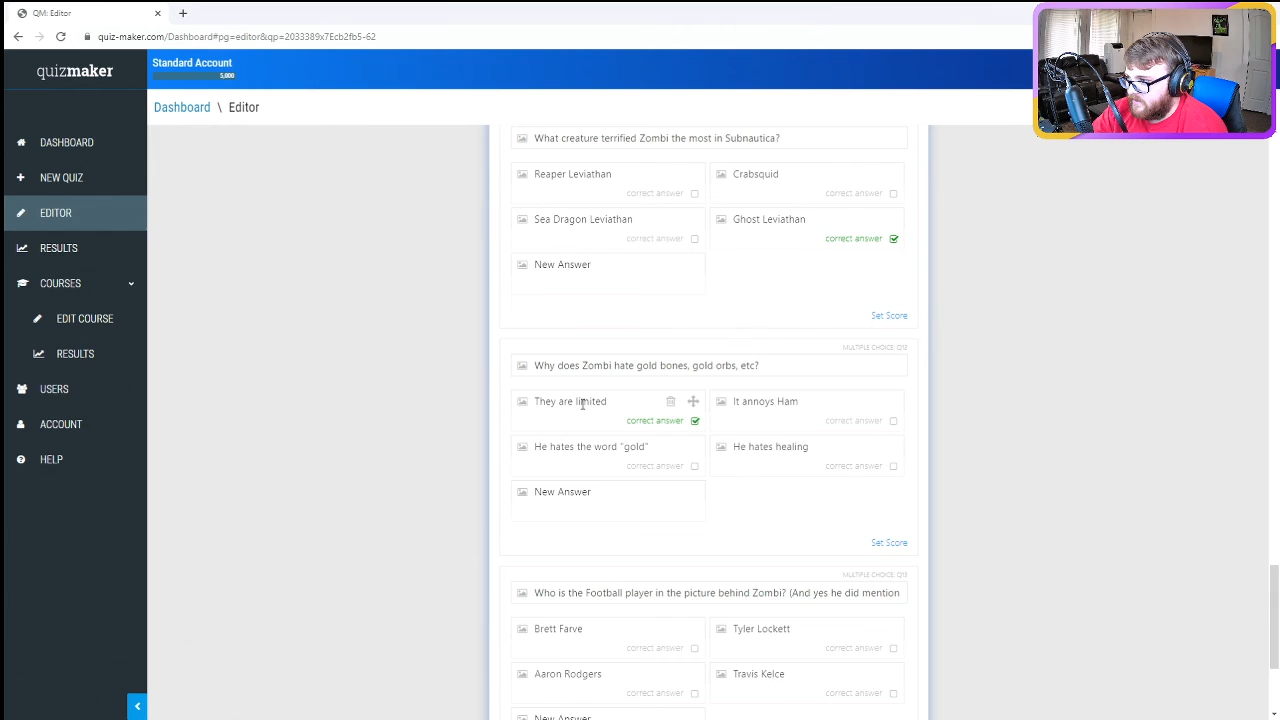 QM: Editor
quiz-maker.com/Dashboard#pg=editor&qp=2033389x7Ecb2fb5-62
quizmaker
Standard Account
5,000
Dashboard \ Editor
DASHBOARD
NEW QUIZ
EDITOR
RESULTS
COURSES
EDIT COURSE
RESULTS
USERS
ACCOUNT
HELP
What creature terrified Zombi the most in Subnautica?
Reaper Leviathan
correct answer
Crabsquid
correct answer
Sea Dragon Leviathan
correct answer
Ghost Leviathan
correct answer
New Answer
Set Score
MULTIPLE CHOICE: Q12
Why does Zombi hate gold bones, gold orbs, etc?
They are limited
correct answer
It annoys Ham
correct answer
He hates the word "gold"
correct answer
He hates healing
correct answer
New Answer
Set Score
MULTIPLE CHOICE: Q13
Who is the Football player in the picture behind Zombi? (And yes he did mention
Brett Farve
correct answer
Tyler Lockett
correct answer
Aaron Rodgers
correct answer
Travis Kelce
correct answer
New Answer